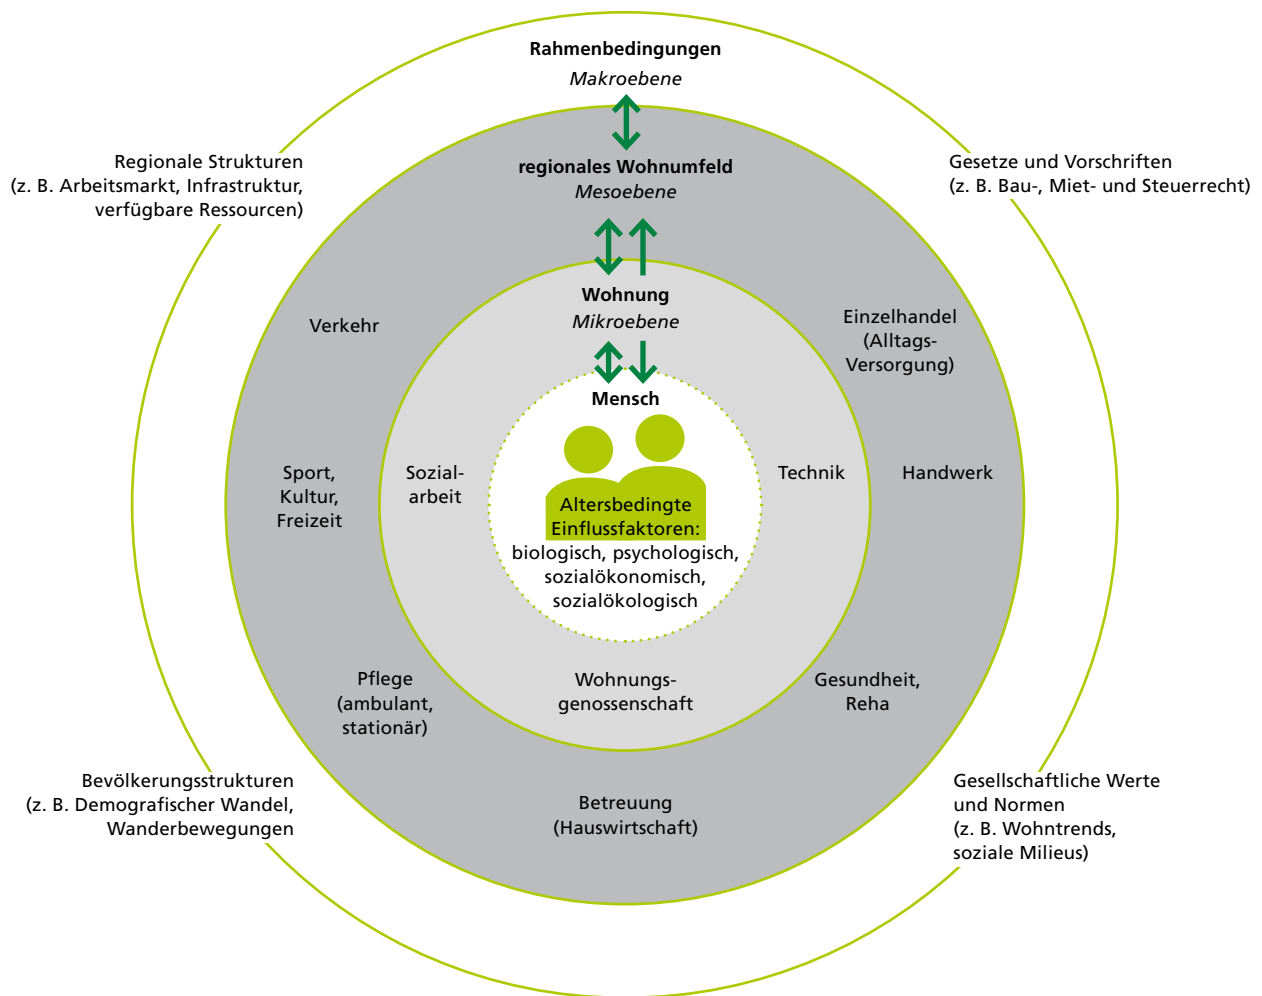 Rahmenbedingungen
Makroebene
Regionale Strukturen
(z. B. Arbeitsmarkt, Infrastruktur,
verfügbare Ressourcen)
Gesetze und Vorschriften
(z. B. Bau-, Miet- und Steuerrecht)
regionales Wohnumfeld
Mesoebene
Wohnung
Mikroebene
Verkehr
Einzelhandel
(Alltags-
Versorgung)
Mensch
Sport,
Kultur,
Freizeit
Sozial-
arbeit
Technik
Handwerk
Altersbedingte
Einflussfaktoren:
biologisch, psychologisch,
sozialökonomisch,
sozialökologisch
Pflege
(ambulant,
stationär)
Wohnungs-
genossenschaft
Gesundheit,
Reha
Bevölkerungsstrukturen
(z. B. Demografischer Wandel,
Wanderbewegungen
Betreuung
(Hauswirtschaft)
Gesellschaftliche Werte
und Normen
(z. B. Wohntrends,
soziale Milieus)